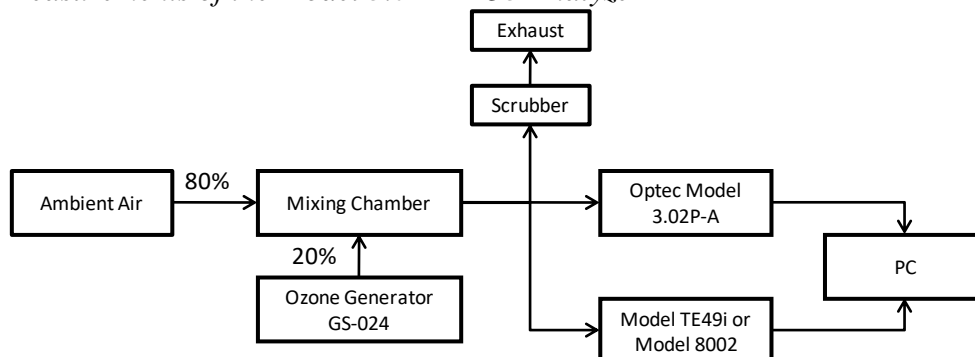 Exhaust
Scrubber
80%
Ambient Air
Mixing Chamber
Optec Model
3.02P-A
PC
20%
Ozone Generator
GS-024
Model TE49i or
Model 8002